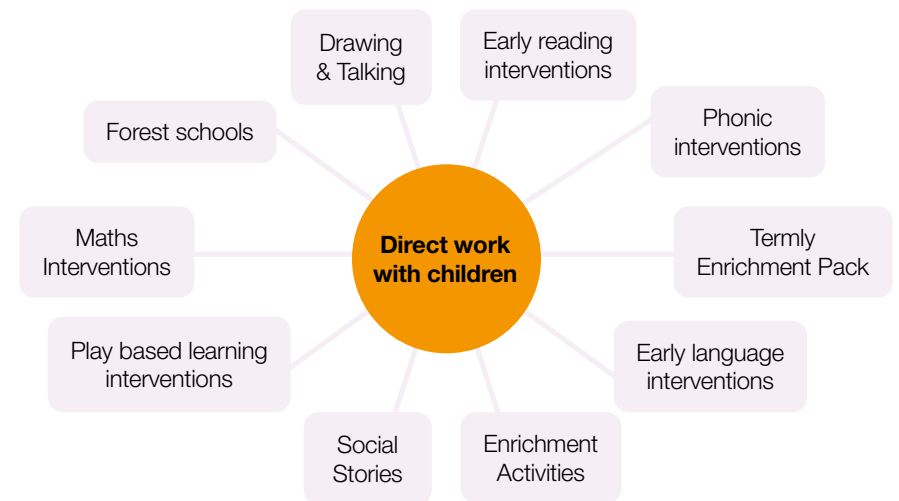 Drawing
& Talking
Early reading
interventions
Forest schools
Phonic
interventions
Maths
Interventions
Direct work
with children
Termly
Enrichment Pack
Play based learning
interventions
Early language
interventions
Social
Stories
Enrichment
Activities